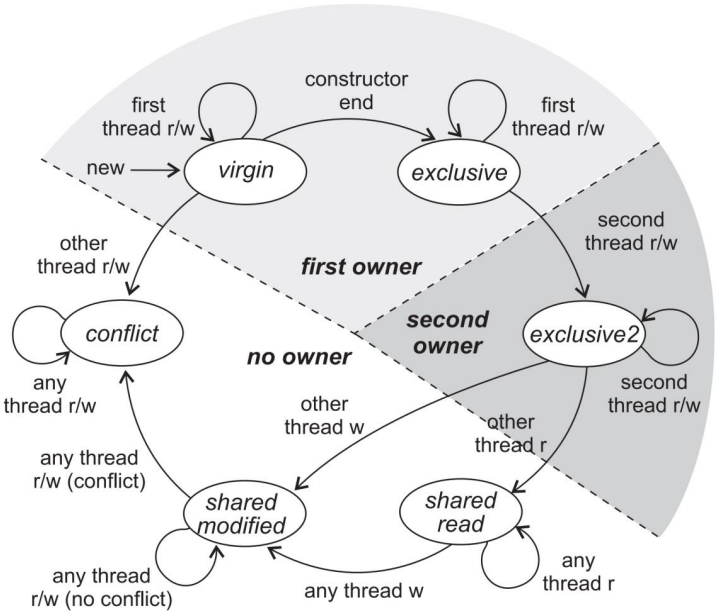 constructor
end
first
thread r/w
first
thread r/w
new
virgin
exclusive
second
thread r/w
other
thread r/w
first owner
second
owner
conflict
no owner
exclusive2
any
thread r/w
second
thread r/w
other
thread w
other
thread r
any thread
r/w (conflict)
shared
modified
shared
read
any thread
r/w (no conflict)
any thread w
any
thread r